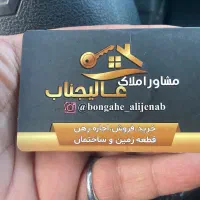 مشاور املاک
عالیجناب
@bongahe_alijenab
خرید، فروش، اجاره، رهن
قطعه زمین و ساختمان